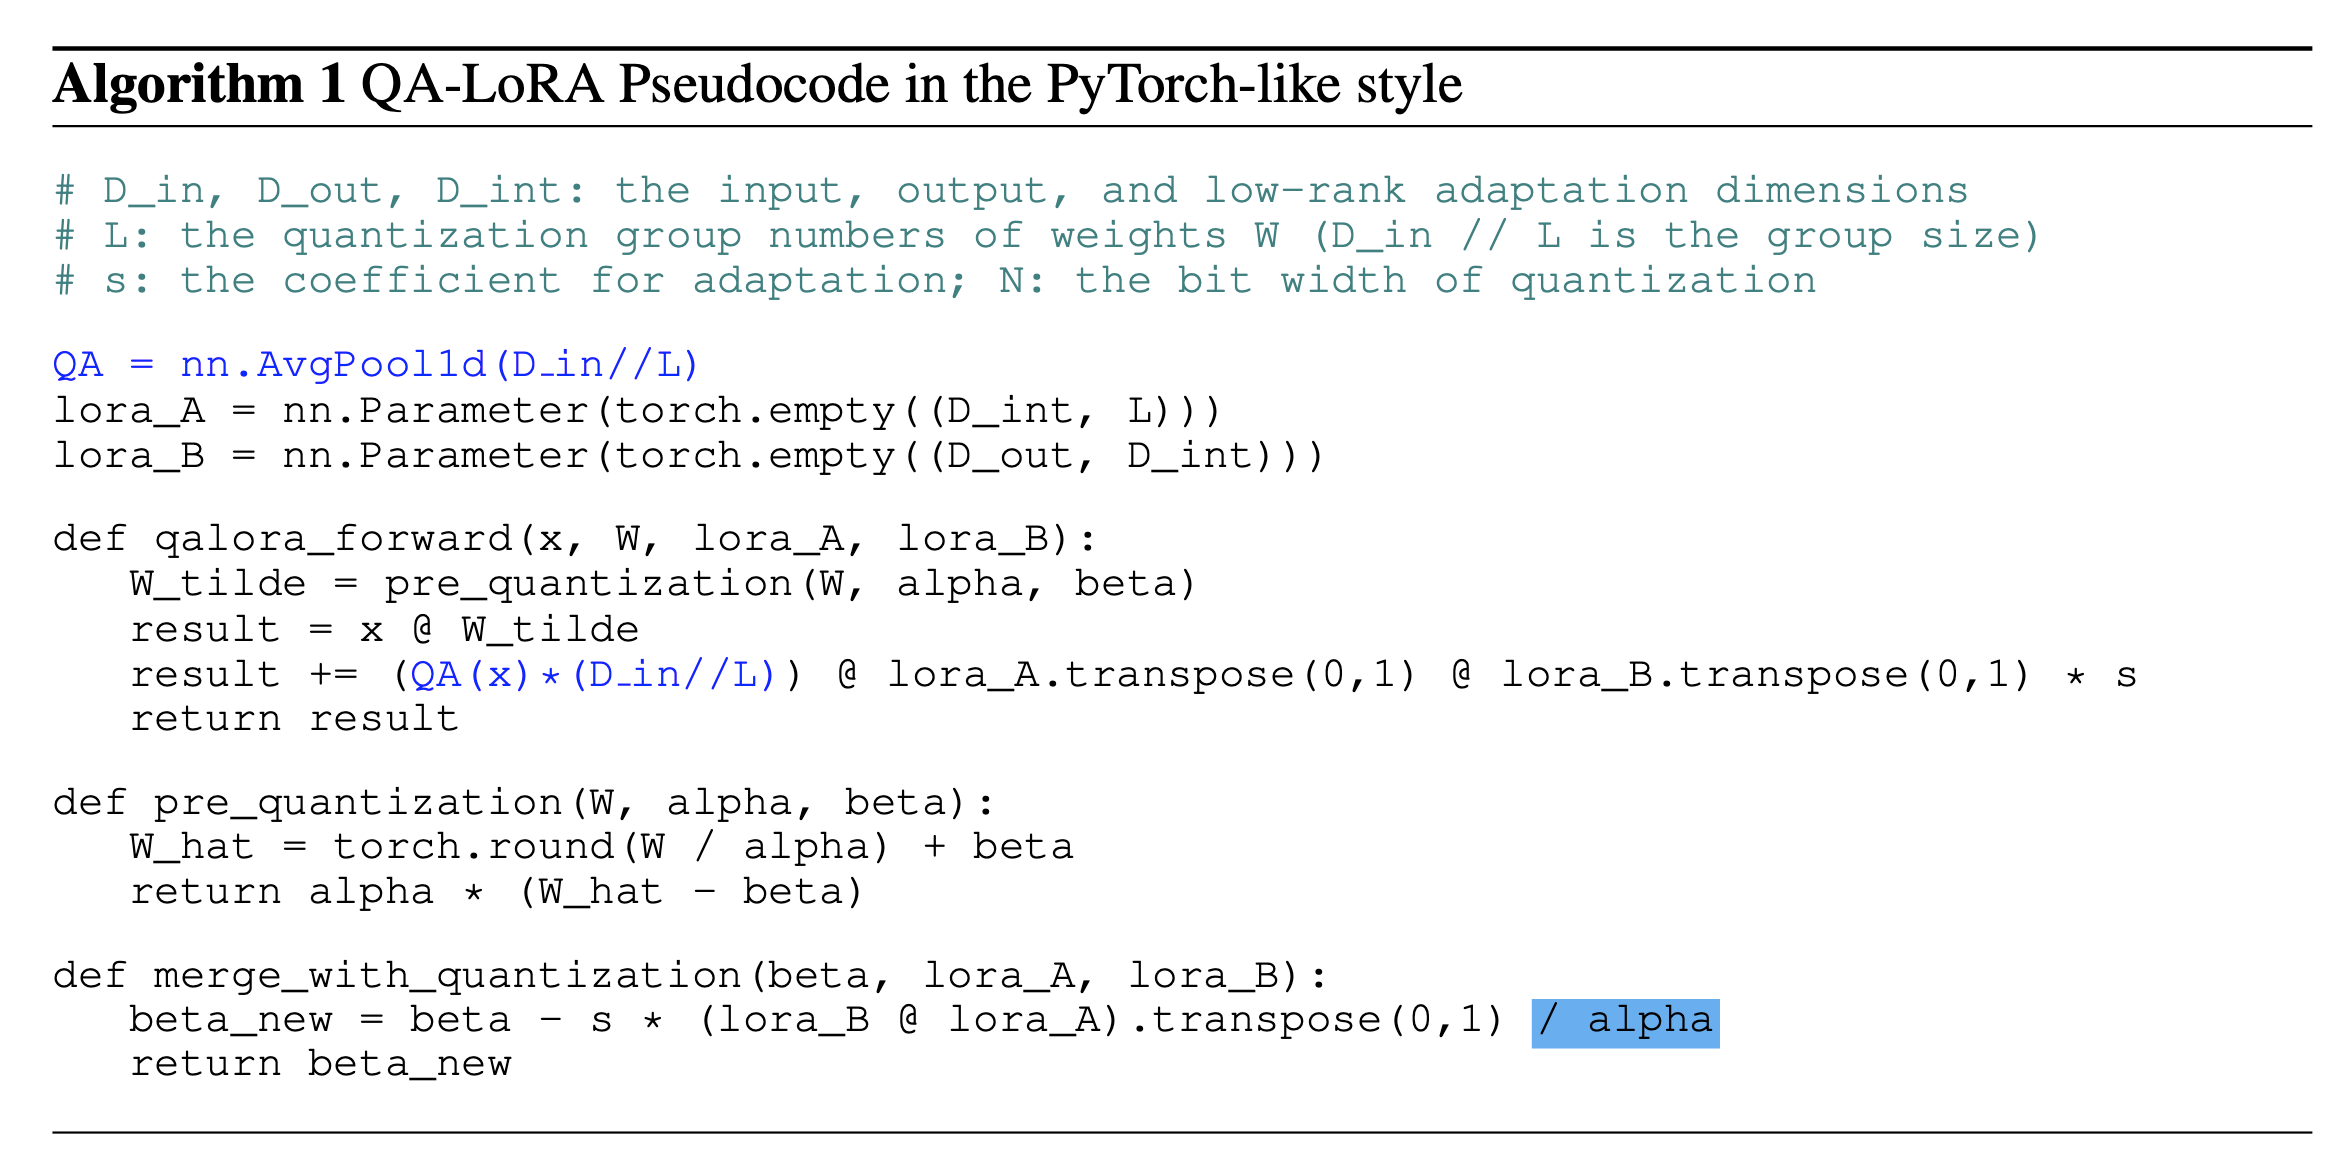 Algorithm 1 QA-LoRA Pseudocode in the PyTorch-like style
# D_in, D_out, D_int: the input, output, and low-rank adaptation dimensions
# L: the quantization group numbers of weights W (D_in // L is the group size)
# s: the coefficient for adaptation; N: the bit width of quantization
QA = nn.AvgPool1d(D_in//L)
lora_A = nn.Parameter(torch.empty((D_int, L)))
lora_B = nn.Parameter(torch.empty((D_out, D_int)))
def qalora_forward(x, W, lora_A, lora_B):
W_tilde = pre_quantization(W, alpha, beta)
result = x @ W_tilde
result += (QA(x)*(D_in//L)) @ lora_A.transpose(0,1) @ lora_B.transpose(0,1) * s
return result
def pre_quantization(W, alpha, beta):
W_hat = torch.round(W / alpha) + beta
return alpha * (W_hat - beta)
def merge_with_quantization(beta, lora_A, lora_B):
beta_new = beta - s * (lora_B @ lora_A).transpose(0,1) / alpha
return beta_new